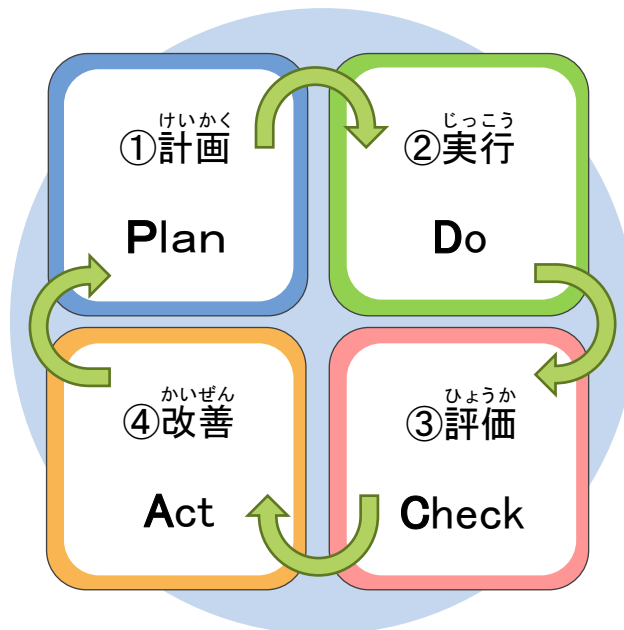 けいかく
①計画
Plan
じっこう
②実行
Do
ひょうか
③評価
Check
かいぜん
④改善
Act